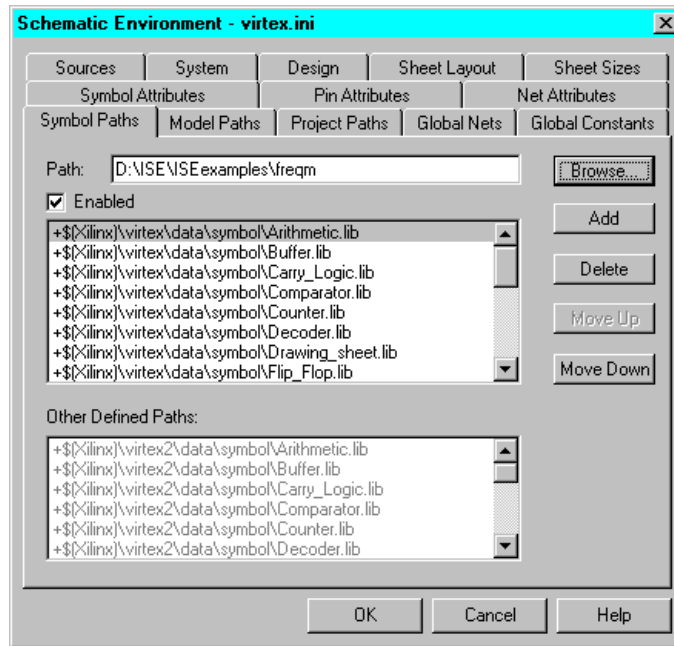 Schematic Environment - virtex.ini
Sources System Design Sheet Layout Sheet Sizes
Symbol Attributes Pin Attributes Net Attributes
Symbol Paths Model Paths Project Paths Global Nets Global Constants
Path: D:\ISE\ISEexamples\freqm Browse...
Enabled
Add
+$(Xilinx)\virtex\data\symbol\Arithmetic.lib
+$(Xilinx)\virtex\data\symbol\Buffer.lib
+$(Xilinx)\virtex\data\symbol\Carry_Logic.lib
+$(Xilinx)\virtex\data\symbol\Comparator.lib
+$(Xilinx)\virtex\data\symbol\Counter.lib
+$(Xilinx)\virtex\data\symbol\Decoder.lib
+$(Xilinx)\virtex\data\symbol\Drawing_sheet.lib
+$(Xilinx)\virtex\data\symbol\Flip_Flop.lib
Delete
Move Up
Move Down
Other Defined Paths:
+$(Xilinx)\virtex2\data\symbol\Arithmetic.lib
+$(Xilinx)\virtex2\data\symbol\Buffer.lib
+$(Xilinx)\virtex2\data\symbol\Carry_Logic.lib
+$(Xilinx)\virtex2\data\symbol\Comparator.lib
+$(Xilinx)\virtex2\data\symbol\Counter.lib
+$(Xilinx)\virtex2\data\symbol\Decoder.lib
OK Cancel Help